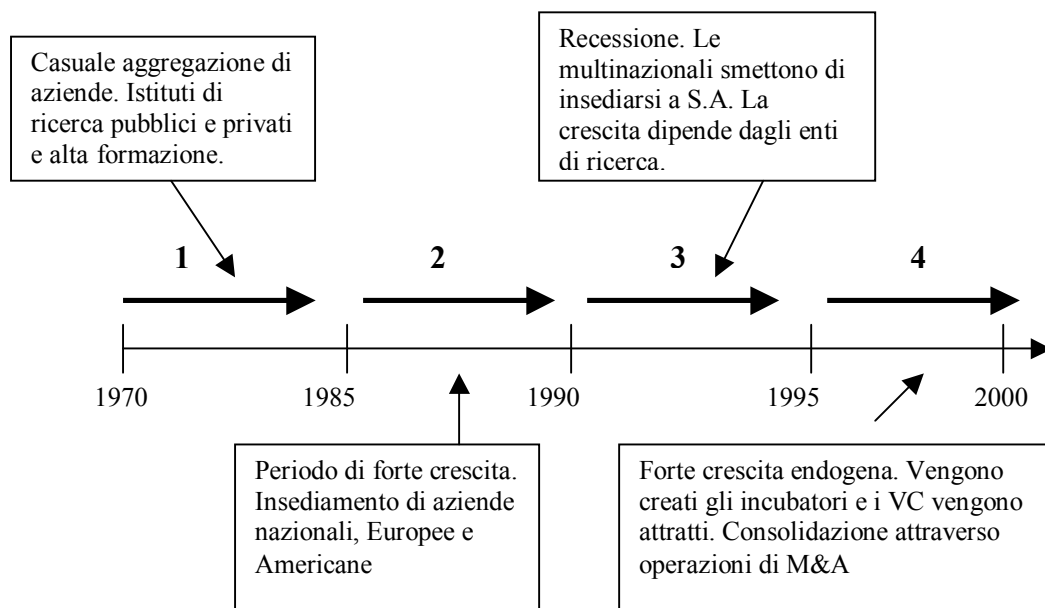 Casuale aggregazione di
aziende. Istituti di
ricerca pubblici e privati
e alta formazione.
Recessione. Le
multinazionali smettono di
insediarsi a S.A. La
crescita dipende dagli enti
di ricerca.
1
2
3
4
1970
1985
1990
1995
2000
Periodo di forte crescita.
Insediamento di aziende
nazionali, Europee e
Americane
Forte crescita endogena. Vengono
creati gli incubatori e i VC vengono
attratti. Consolidazione attraverso
operazioni di M&A